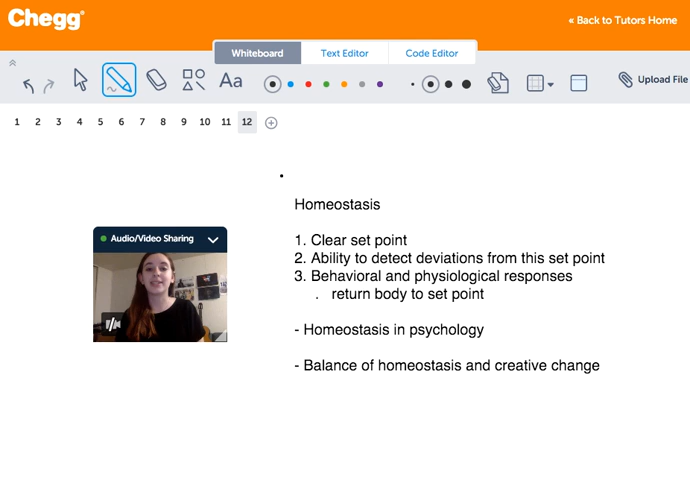 Chegg
« Back to Tutors Home
Whiteboard Text Editor Code Editor
Aa
Upload File
1 2 3 4 5 6 7 8 9 10 11 12
Homeostasis
Audio/Video Sharing
1. Clear set point
2. Ability to detect deviations from this set point
3. Behavioral and physiological responses
. return body to set point
- Homeostasis in psychology
- Balance of homeostasis and creative change